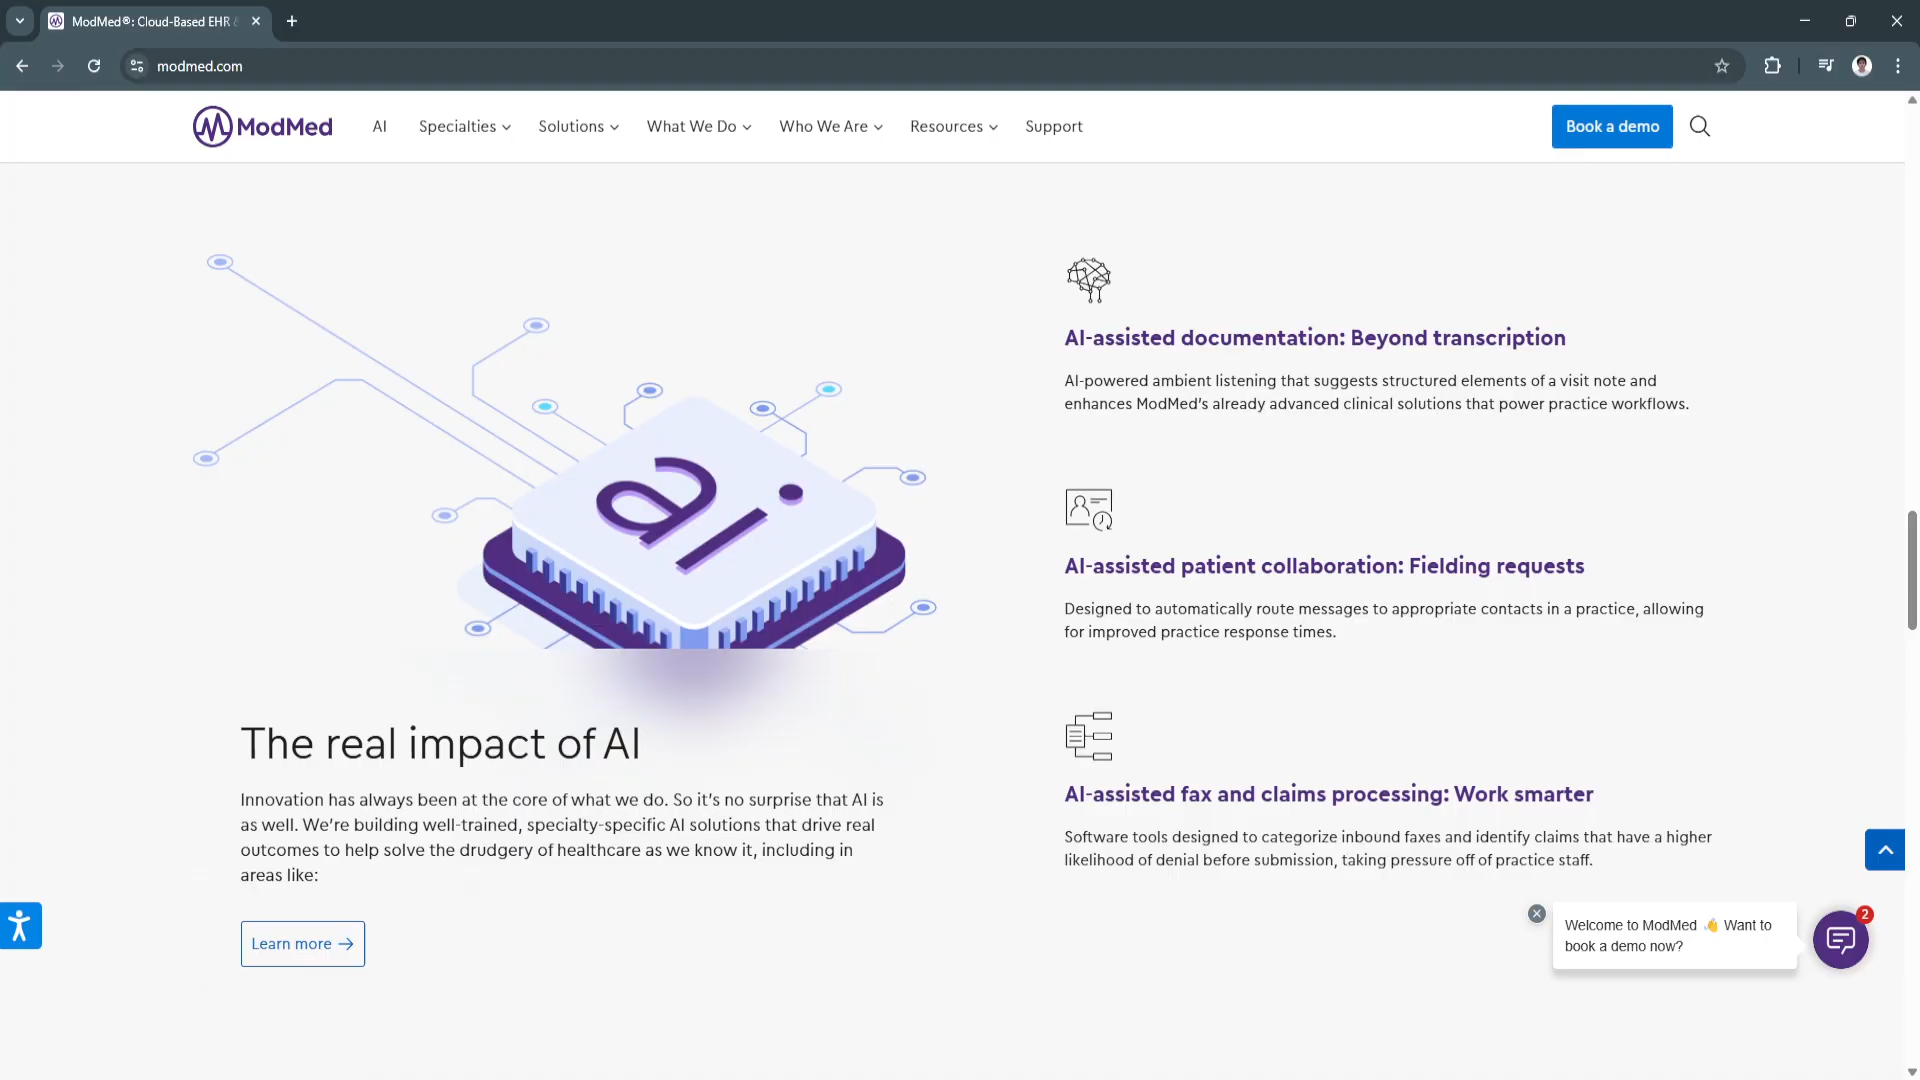 ModMed®: Cloud-Based EHR &
modmed.com
ModMed
AI
Specialties
Solutions
What We Do
Who We Are
Resources
Support
Book a demo
ai
The real impact of AI
Innovation has always been at the core of what we do. So it's no surprise that AI is
as well. We're building well-trained, specialty-specific AI solutions that drive real
outcomes to help solve the drudgery of healthcare as we know it, including in
areas like:
Learn more →
AI-assisted documentation: Beyond transcription
AI-powered ambient listening that suggests structured elements of a visit note and
enhances ModMed's already advanced clinical solutions that power practice workflows.
AI-assisted patient collaboration: Fielding requests
Designed to automatically route messages to appropriate contacts in a practice, allowing
for improved practice response times.
AI-assisted fax and claims processing: Work smarter
Software tools designed to categorize inbound faxes and identify claims that have a higher
likelihood of denial before submission, taking pressure off of practice staff.
Welcome to ModMed 👋 Want to
book a demo now?
2